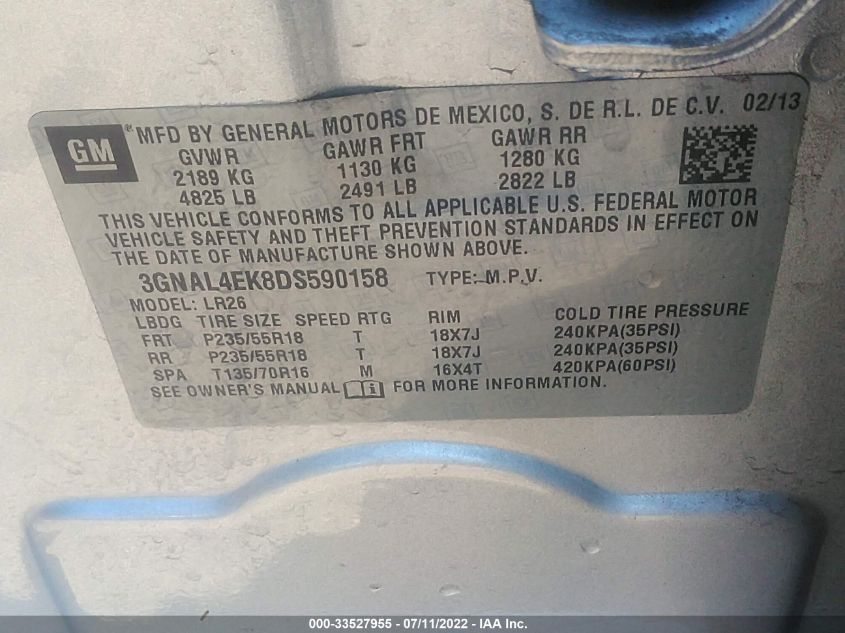 GM
® MFD BY GENERAL MOTORS DE MEXICO, S. DE R.L. DE C.V. 02/13
GVWR GAWR FRT GAWR RR
2189 KG 1130 KG 1280 KG
4825 LB 2491 LB 2822 LB
THIS VEHICLE CONFORMS TO ALL APPLICABLE U.S. FEDERAL MOTOR
VEHICLE SAFETY AND THEFT PREVENTION STANDARDS IN EFFECT ON
THE DATE OF MANUFACTURE SHOWN ABOVE.
3GNAL4EK8DS590158 TYPE: M.P.V.
MODEL: LR26
LBDG TIRE SIZE SPEED RTG RIM COLD TIRE PRESSURE
FRT P235/55R18 T 18X7J 240KPA(35PSI)
RR P235/55R18 T 18X7J 240KPA(35PSI)
SPA T135/70R16 M 16X4T 420KPA(60PSI)
SEE OWNER'S MANUAL i FOR MORE INFORMATION.
000-33527955 - 07/11/2022 - IAA Inc.